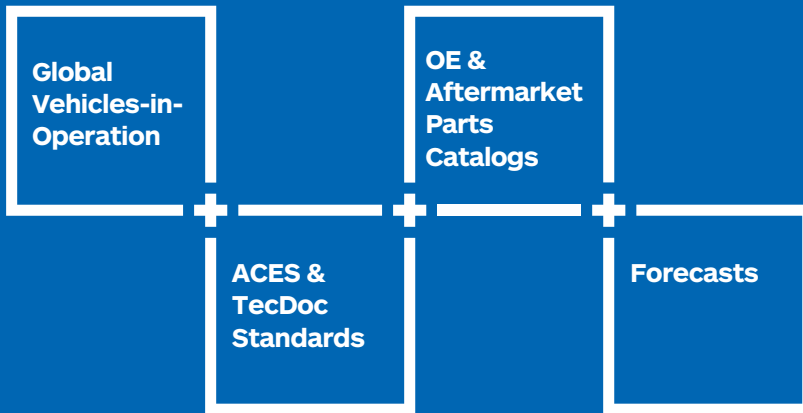 Global
Vehicles-in-
Operation
ACES &
TecDoc
Standards
OE &
Aftermarket
Parts
Catalogs
Forecasts